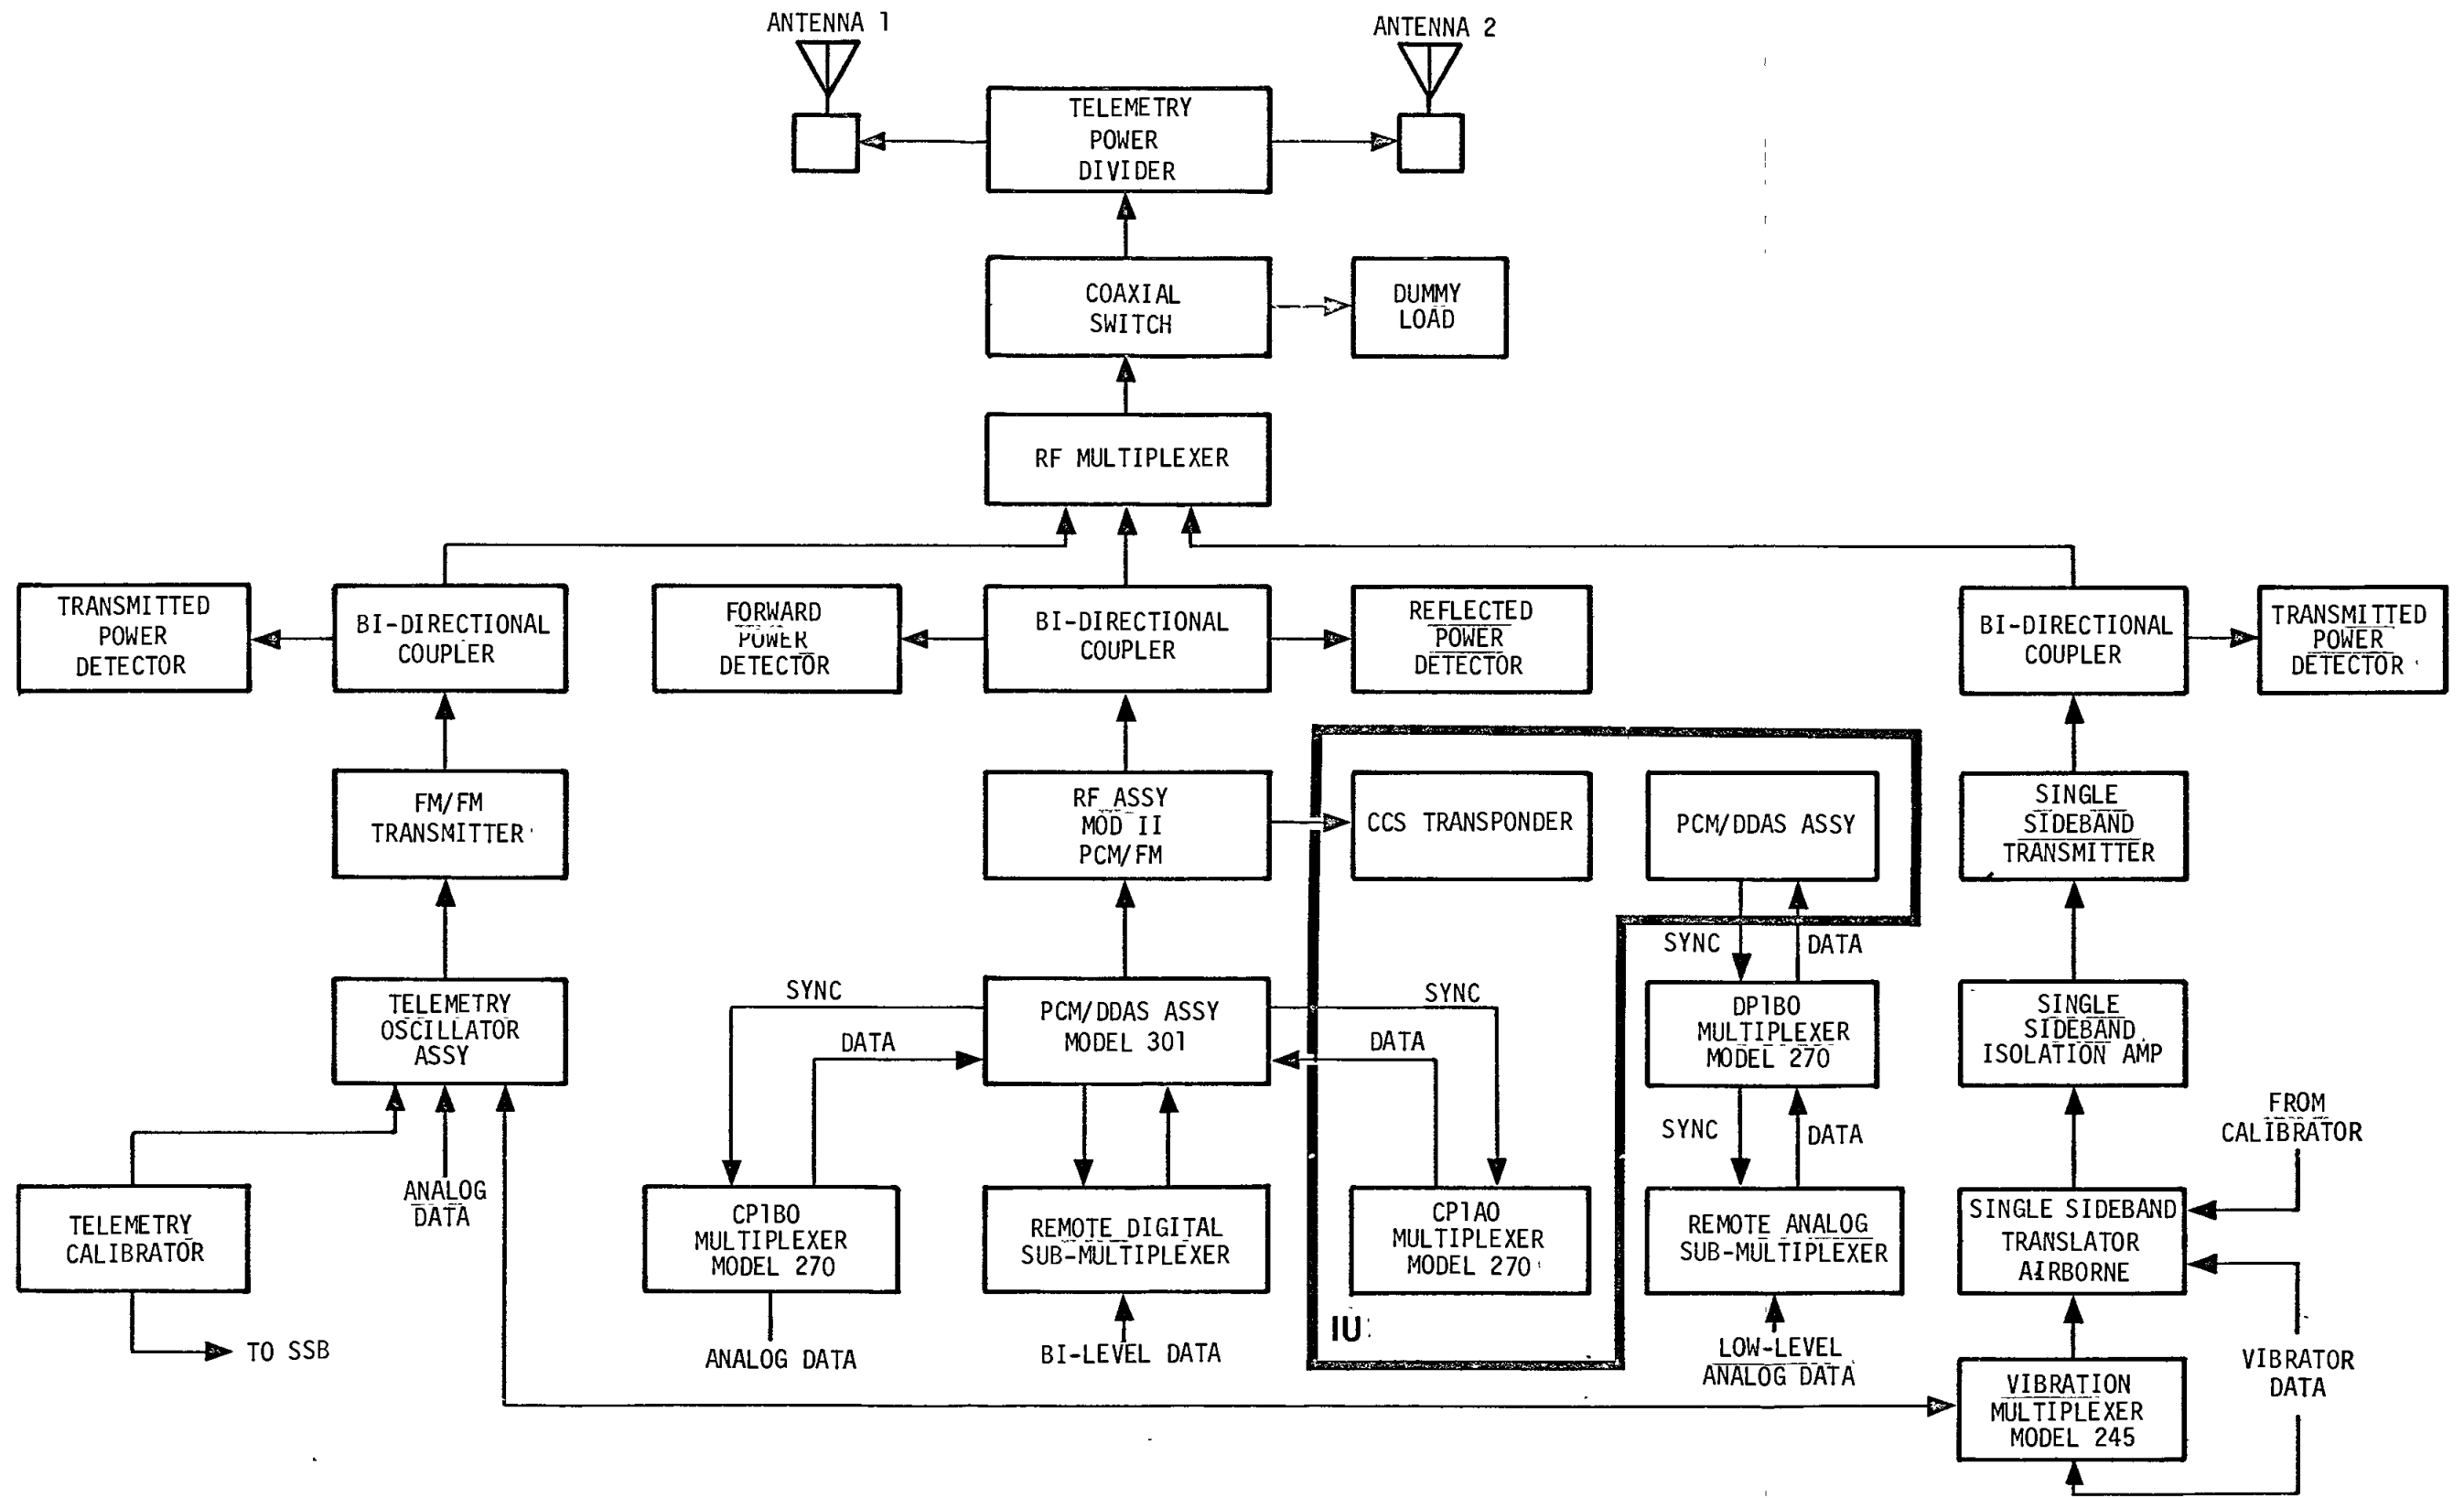 ANTENNA 1
ANTENNA 2
TELEMETRY
POWER
DIVIDER
COAXIAL
SWITCH
DUMMY
LOAD
RF MULTIPLEXER
TRANSMITTED
POWER
DETECTOR
BI-DIRECTIONAL
COUPLER
FORWARD
POWER
DETECTOR
BI-DIRECTIONAL
COUPLER
REFLECTED
POWER
DETECTOR
BI-DIRECTIONAL
COUPLER
TRANSMITTED
POWER
DETECTOR
FM/FM
TRANSMITTER
RF ASSY
MOD II
PCM/FM
CCS TRANSPONDER
PCM/DDAS ASSY
SINGLE
SIDEBAND
TRANSMITTER
SYNC
DATA
TELEMETRY
OSCILLATOR
ASSY
SYNC
DATA
PCM/DDAS ASSY
MODEL 301
SYNC
DATA
DP1B0
MULTIPLEXER
MODEL 270
SINGLE
SIDEBAND
ISOLATION AMP
SYNC
DATA
FROM
CALIBRATOR
TELEMETRY
CALIBRATOR
ANALOG
DATA
CP1B0
MULTIPLEXER
MODEL 270
REMOTE DIGITAL
SUB-MULTIPLEXER
CP1A0
MULTIPLEXER
MODEL 270
REMOTE ANALOG
SUB-MULTIPLEXER
SINGLE SIDEBAND
TRANSLATOR
AIRBORNE
TO SSB
ANALOG DATA
BI-LEVEL DATA
IU
LOW-LEVEL
ANALOG DATA
VIBRATOR
DATA
VIBRATION
MULTIPLEXER
MODEL 245